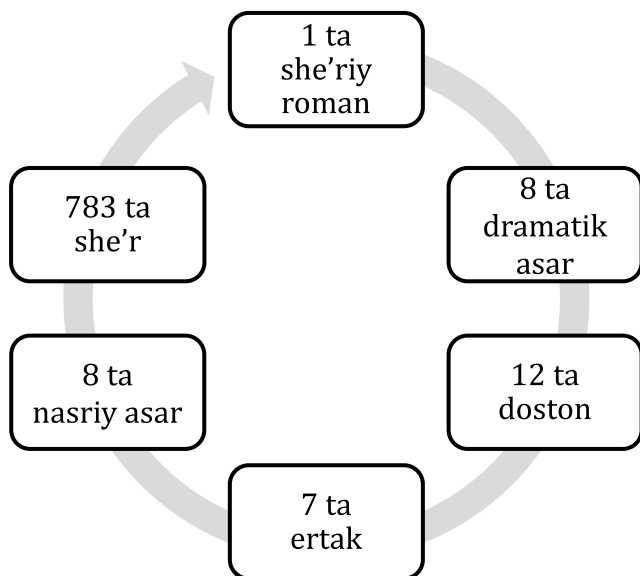 1 ta
she’riy
roman
8 ta
dramatik
asar
12 ta
doston
7 ta
ertak
8 ta
nasriy asar
783 ta
she’r